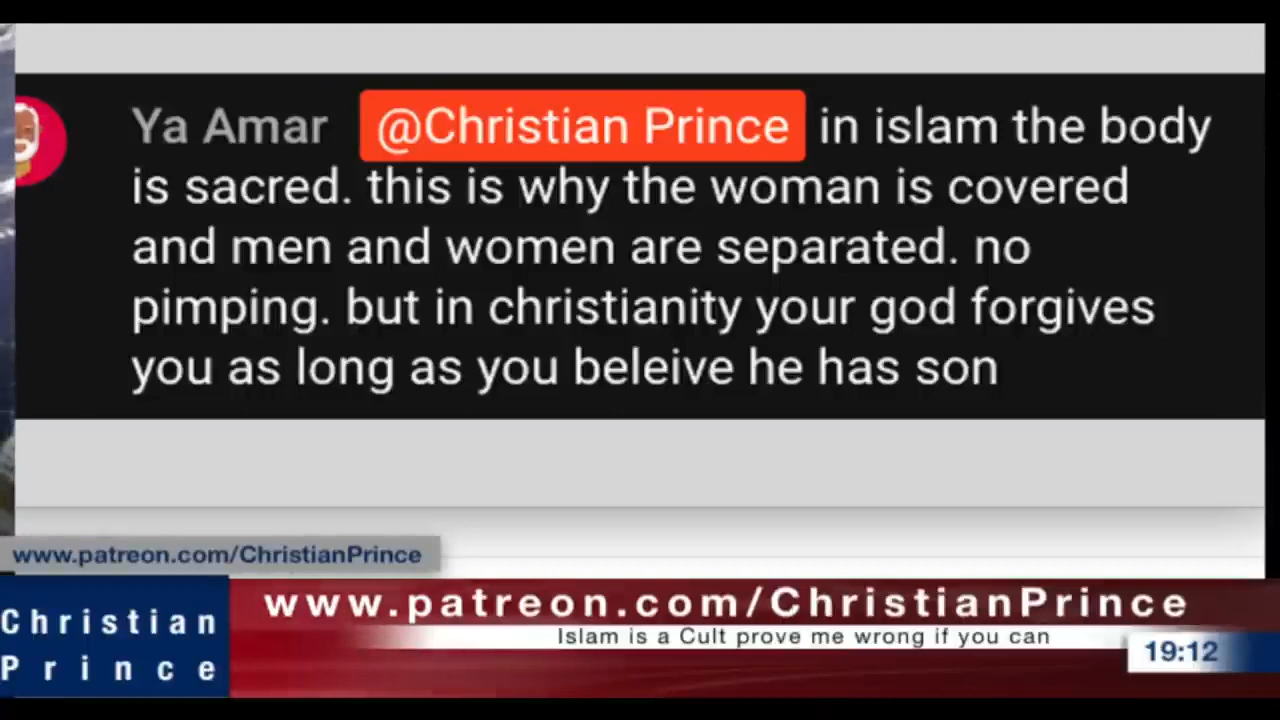 Ya Amar @Christian Prince in islam the body
is sacred. this is why the woman is covered
and men and women are separated. no
pimping. but in christianity your god forgives
you as long as you beleive he has son
www.patreon.com/ChristianPrince
Christian
Prince
www.patreon.com/ChristianPrince
Islam is a Cult prove me wrong if you can
19:12